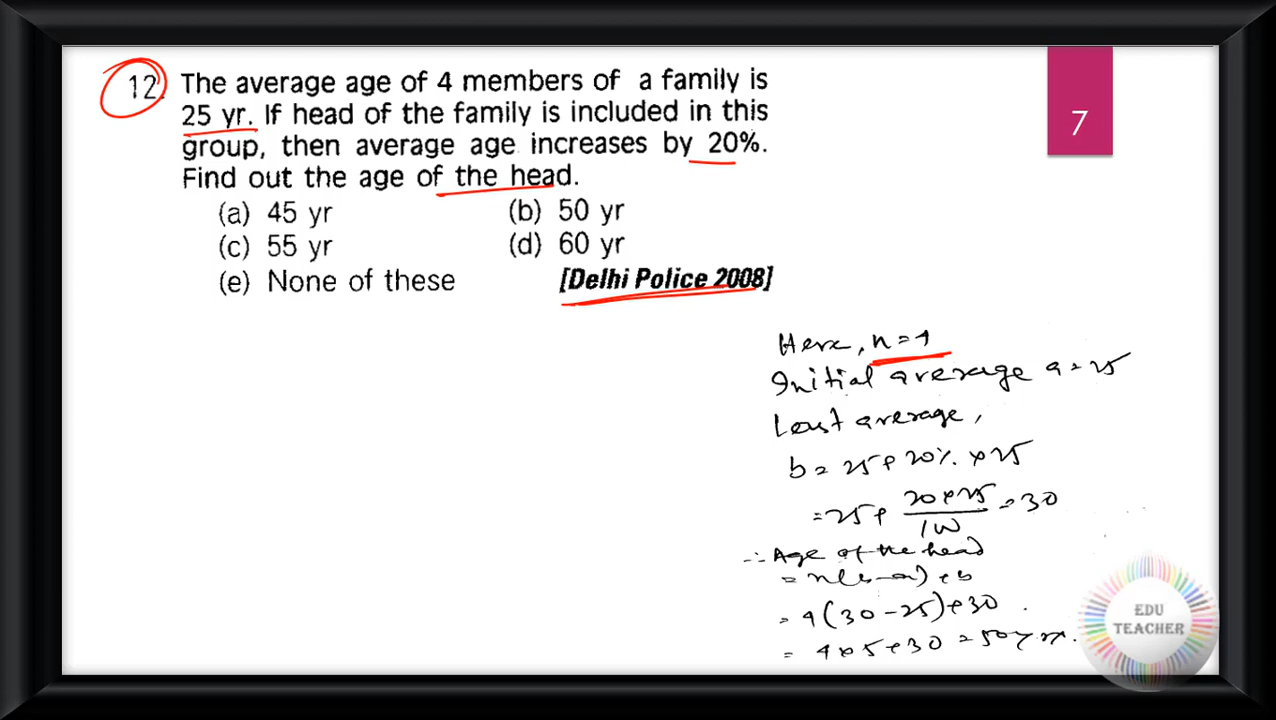 12. The average age of 4 members of a family is
25 yr. If head of the family is included in this
group, then average age increases by 20%.
Find out the age of the head.
(a) 45 yr (b) 50 yr
(c) 55 yr (d) 60 yr
(e) None of these [Delhi Police 2008]
7
Here, n = 4
Initial average a = 25
Last average,
b = 25 + 20% × 25
= 25 + 20 × 25 / 100 = 30
∴ Age of the head
= n(b - a) + b
= 4(30 - 25) + 30
= 4 × 5 + 30 = 50 yrs.
EDU
TEACHER